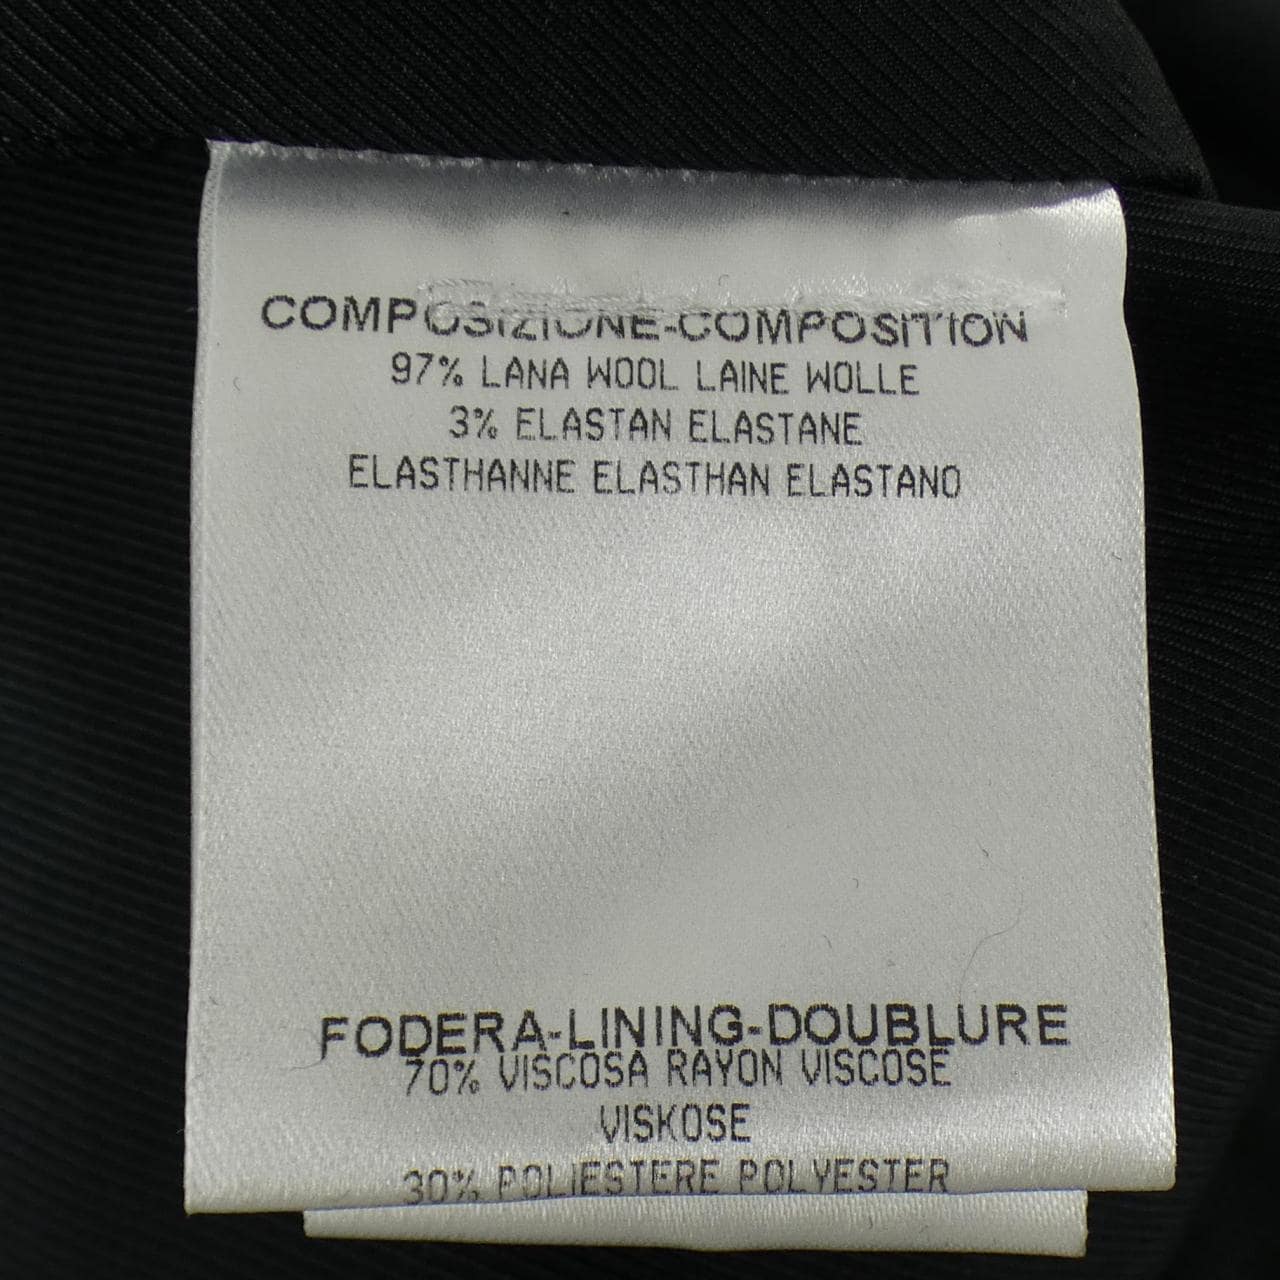 COMPOSIZIONE-COMPOSITION
97% LANA WOOL LAINE WOLLE
3% ELASTAN ELASTANE
ELASTHANNE ELASTHAN ELASTANO
FODERA-LINING-DOUBLURE
70% VISCOSA RAYON VISCOSE
VISKOSE
30% POLIESTERE POLYESTER